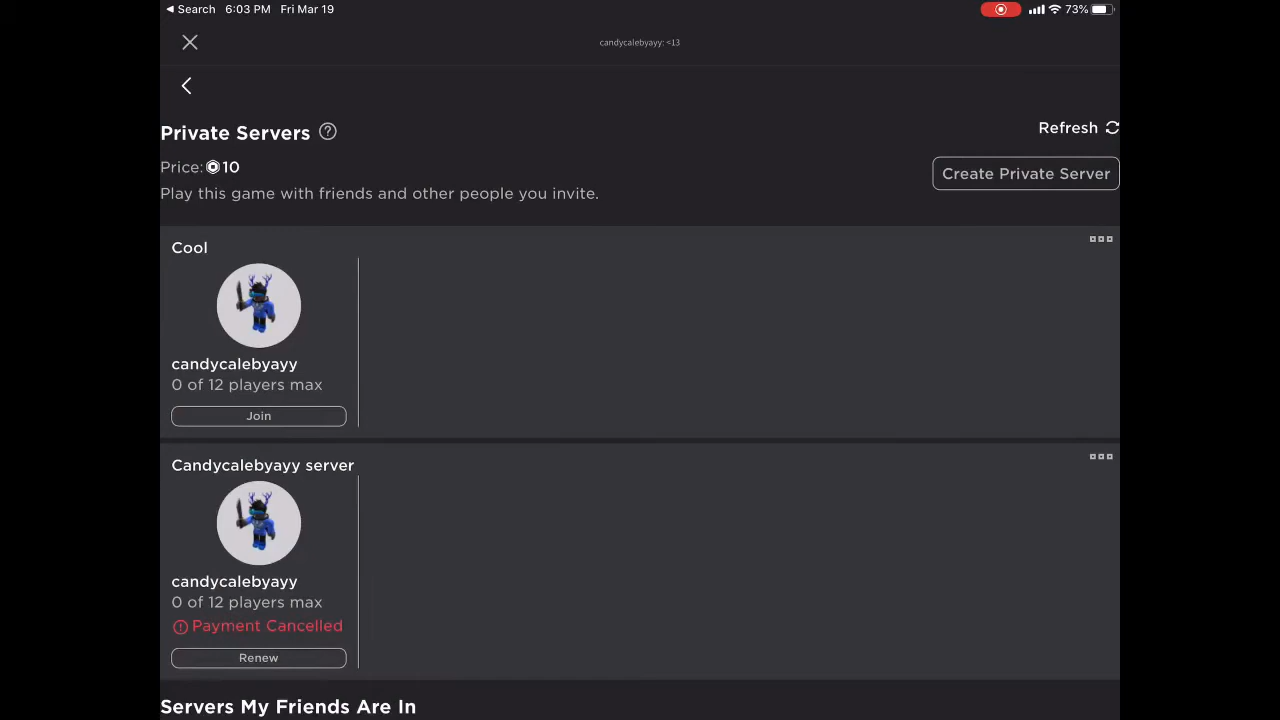 Search 6:03 PM Fri Mar 19 73%
candycalebyayy: <13
Private Servers
Refresh
Price: 10
Create Private Server
Play this game with friends and other people you invite.
Cool
candycalebyayy
0 of 12 players max
Join
Candycalebyayy server
candycalebyayy
0 of 12 players max
Payment Cancelled
Renew
Servers My Friends Are In